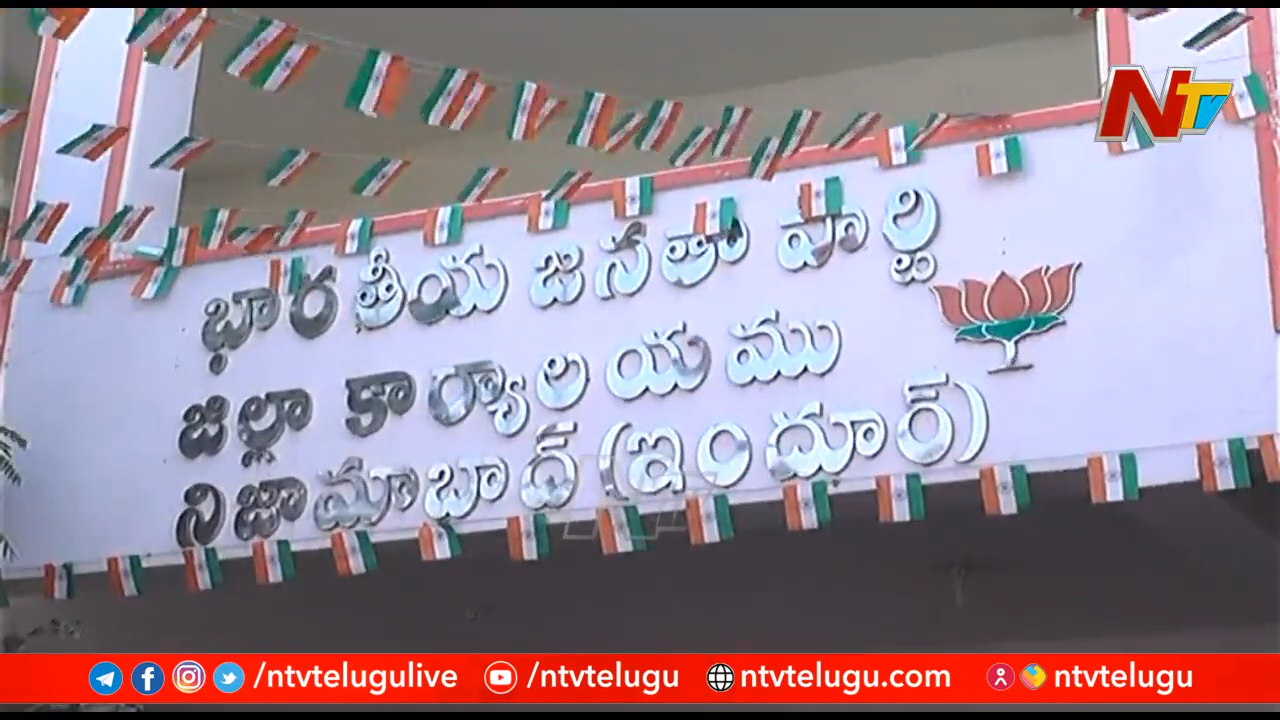 NTV
భారతీయ జనతా పార్టి
జిల్లా కార్యాలయము
నిజామాబాద్ (ఇందూర్)
/ntvtelugulive /ntvtelugu ntvtelugu.com ntvtelugu